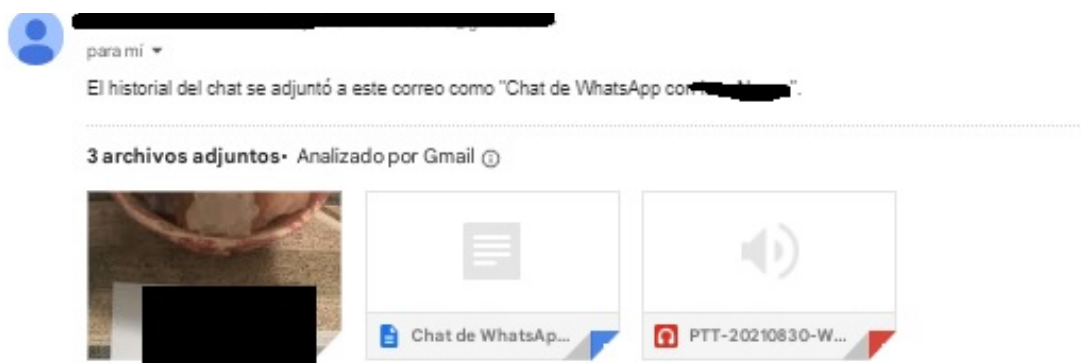 para mí
El historial del chat se adjuntó a este correo como "Chat de WhatsApp con
".
3 archivos adjuntos• Analizado por Gmail
Chat de WhatsAp...
PTT-20210830-W...